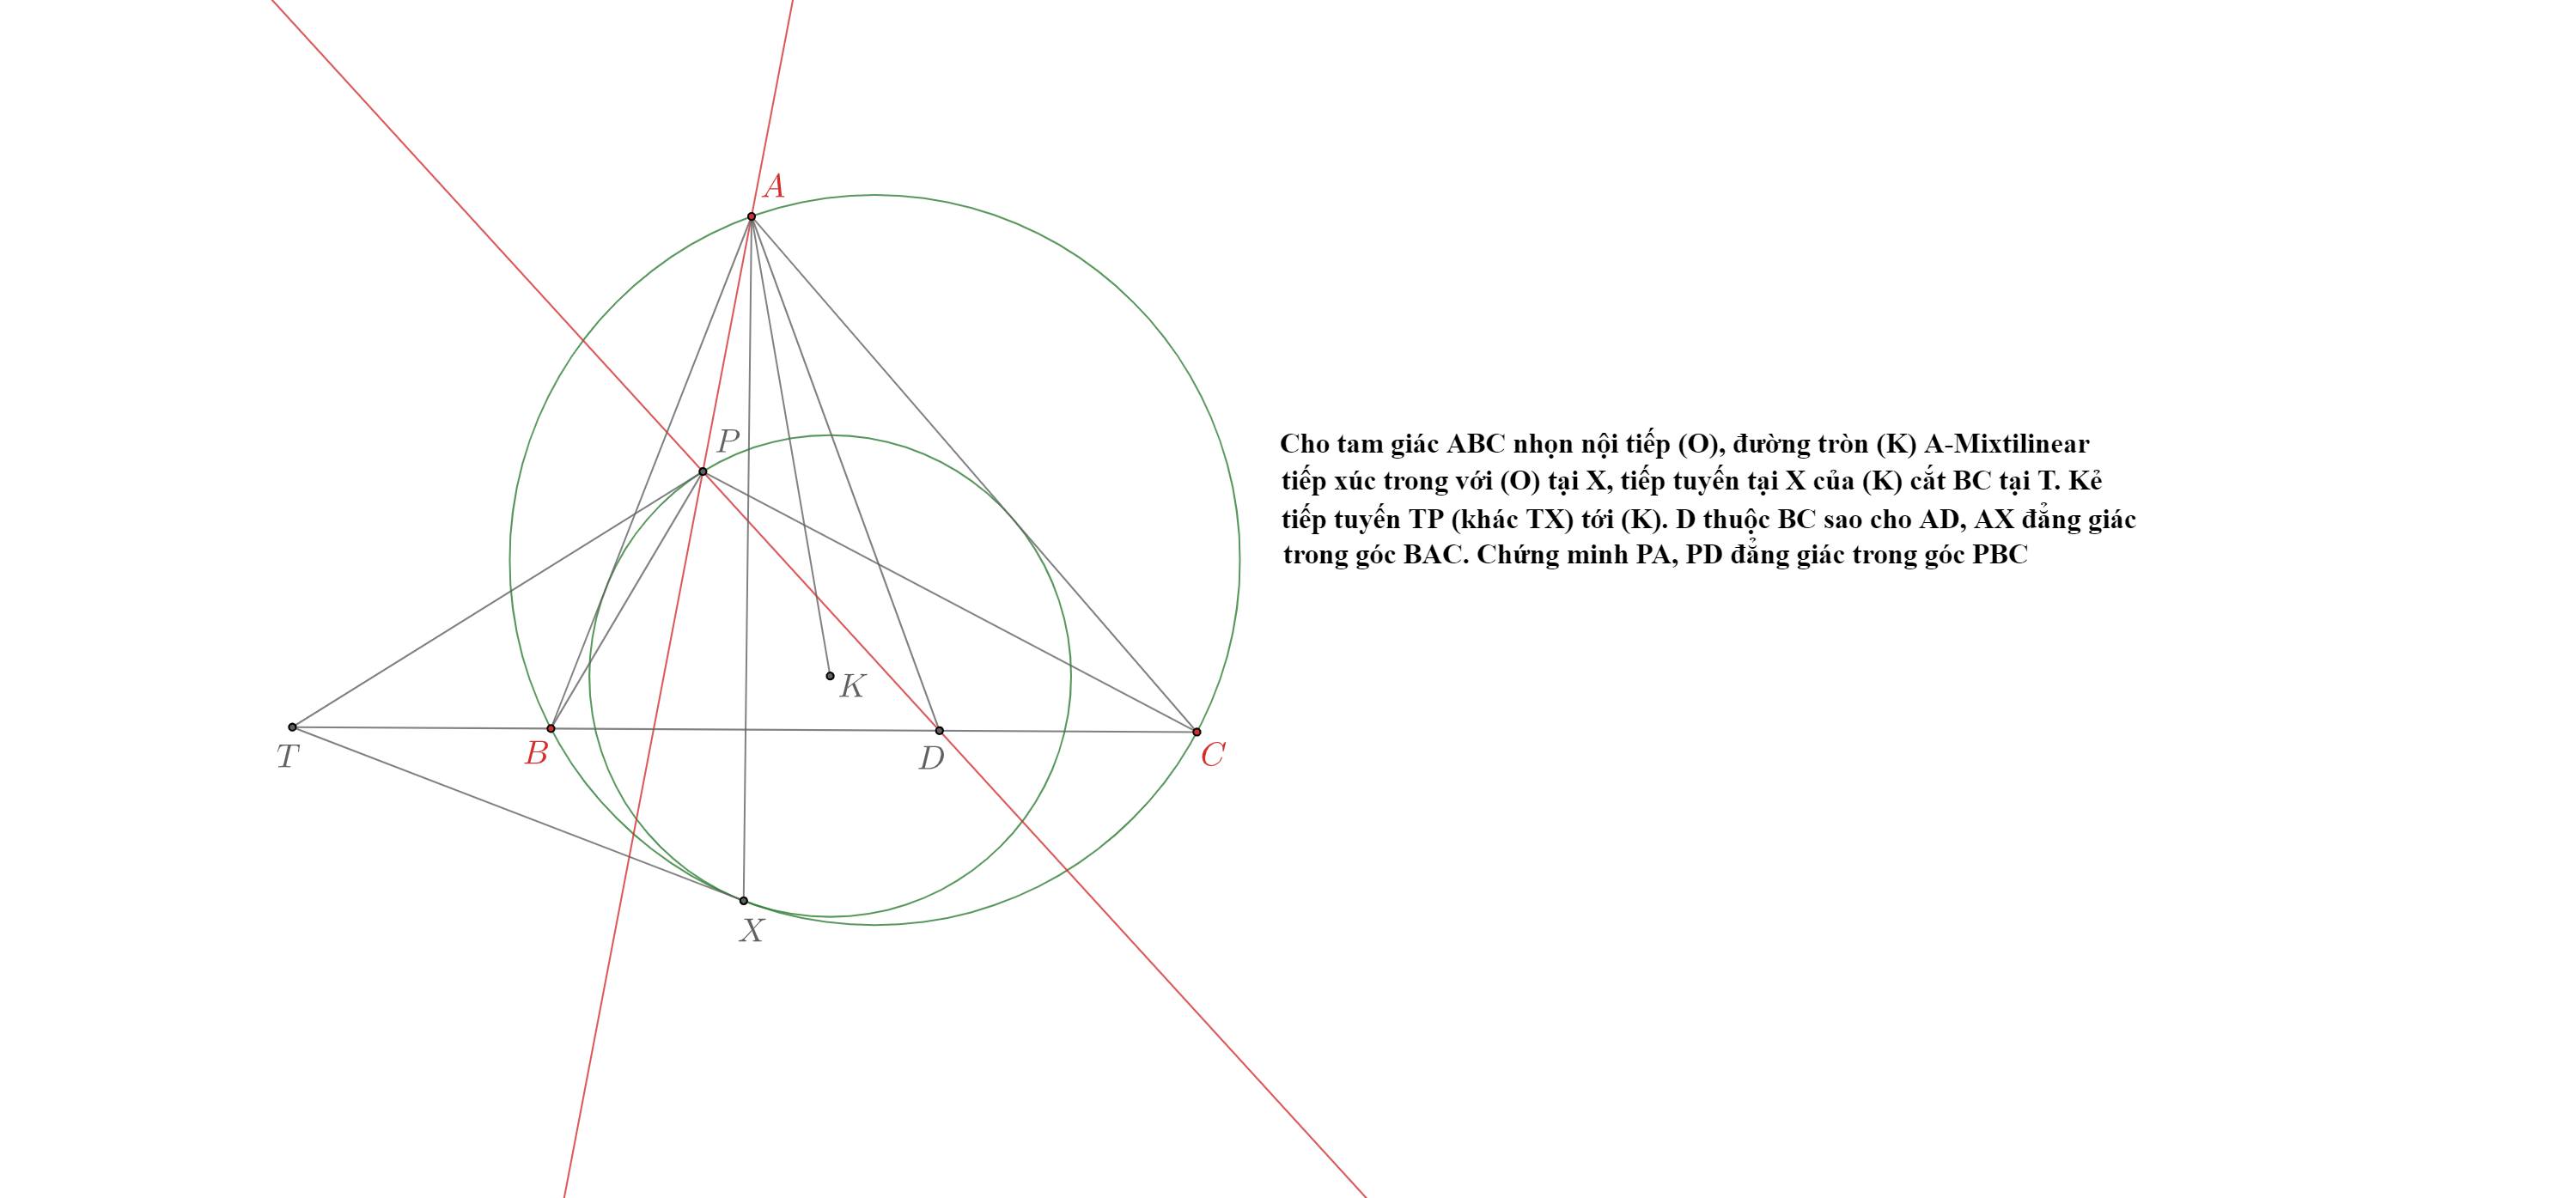 A
P
K
T
B
D
C
X
Cho tam giác ABC nhọn nội tiếp (O), đường tròn (K) A-Mixtilinear
tiếp xúc trong với (O) tại X, tiếp tuyến tại X của (K) cắt BC tại T. Kẻ
tiếp tuyến TP (khác TX) tới (K). D thuộc BC sao cho AD, AX đẳng giác
trong góc BAC. Chứng minh PA, PD đẳng giác trong góc PBC